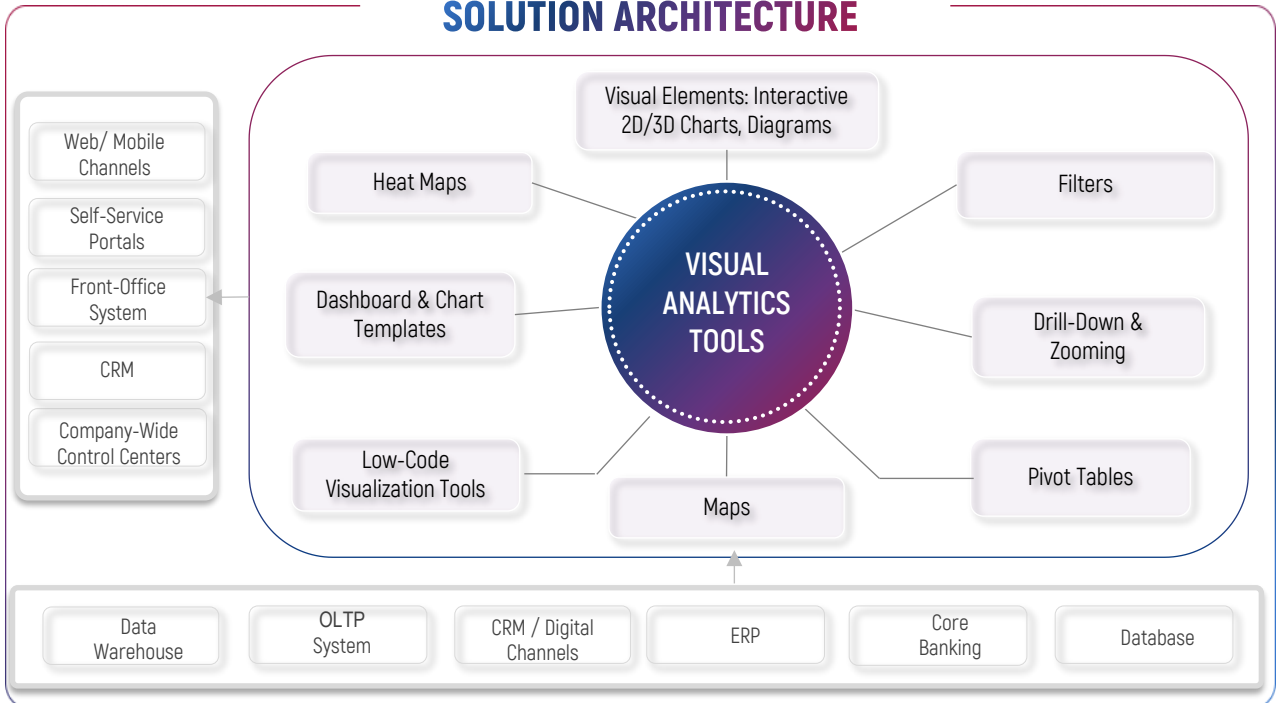 SOLUTION ARCHITECTURE
Web/ Mobile
Channels
Self-Service
Portals
Front-Office
System
CRM
Company-Wide
Control Centers
Visual Elements: Interactive
2D/3D Charts, Diagrams
Heat Maps
Filters
Dashboard & Chart
Templates
VISUAL
ANALYTICS
TOOLS
Drill-Down &
Zooming
Low-Code
Visualization Tools
Maps
Pivot Tables
Data
Warehouse
OLTP
System
CRM / Digital
Channels
ERP
Core
Banking
Database